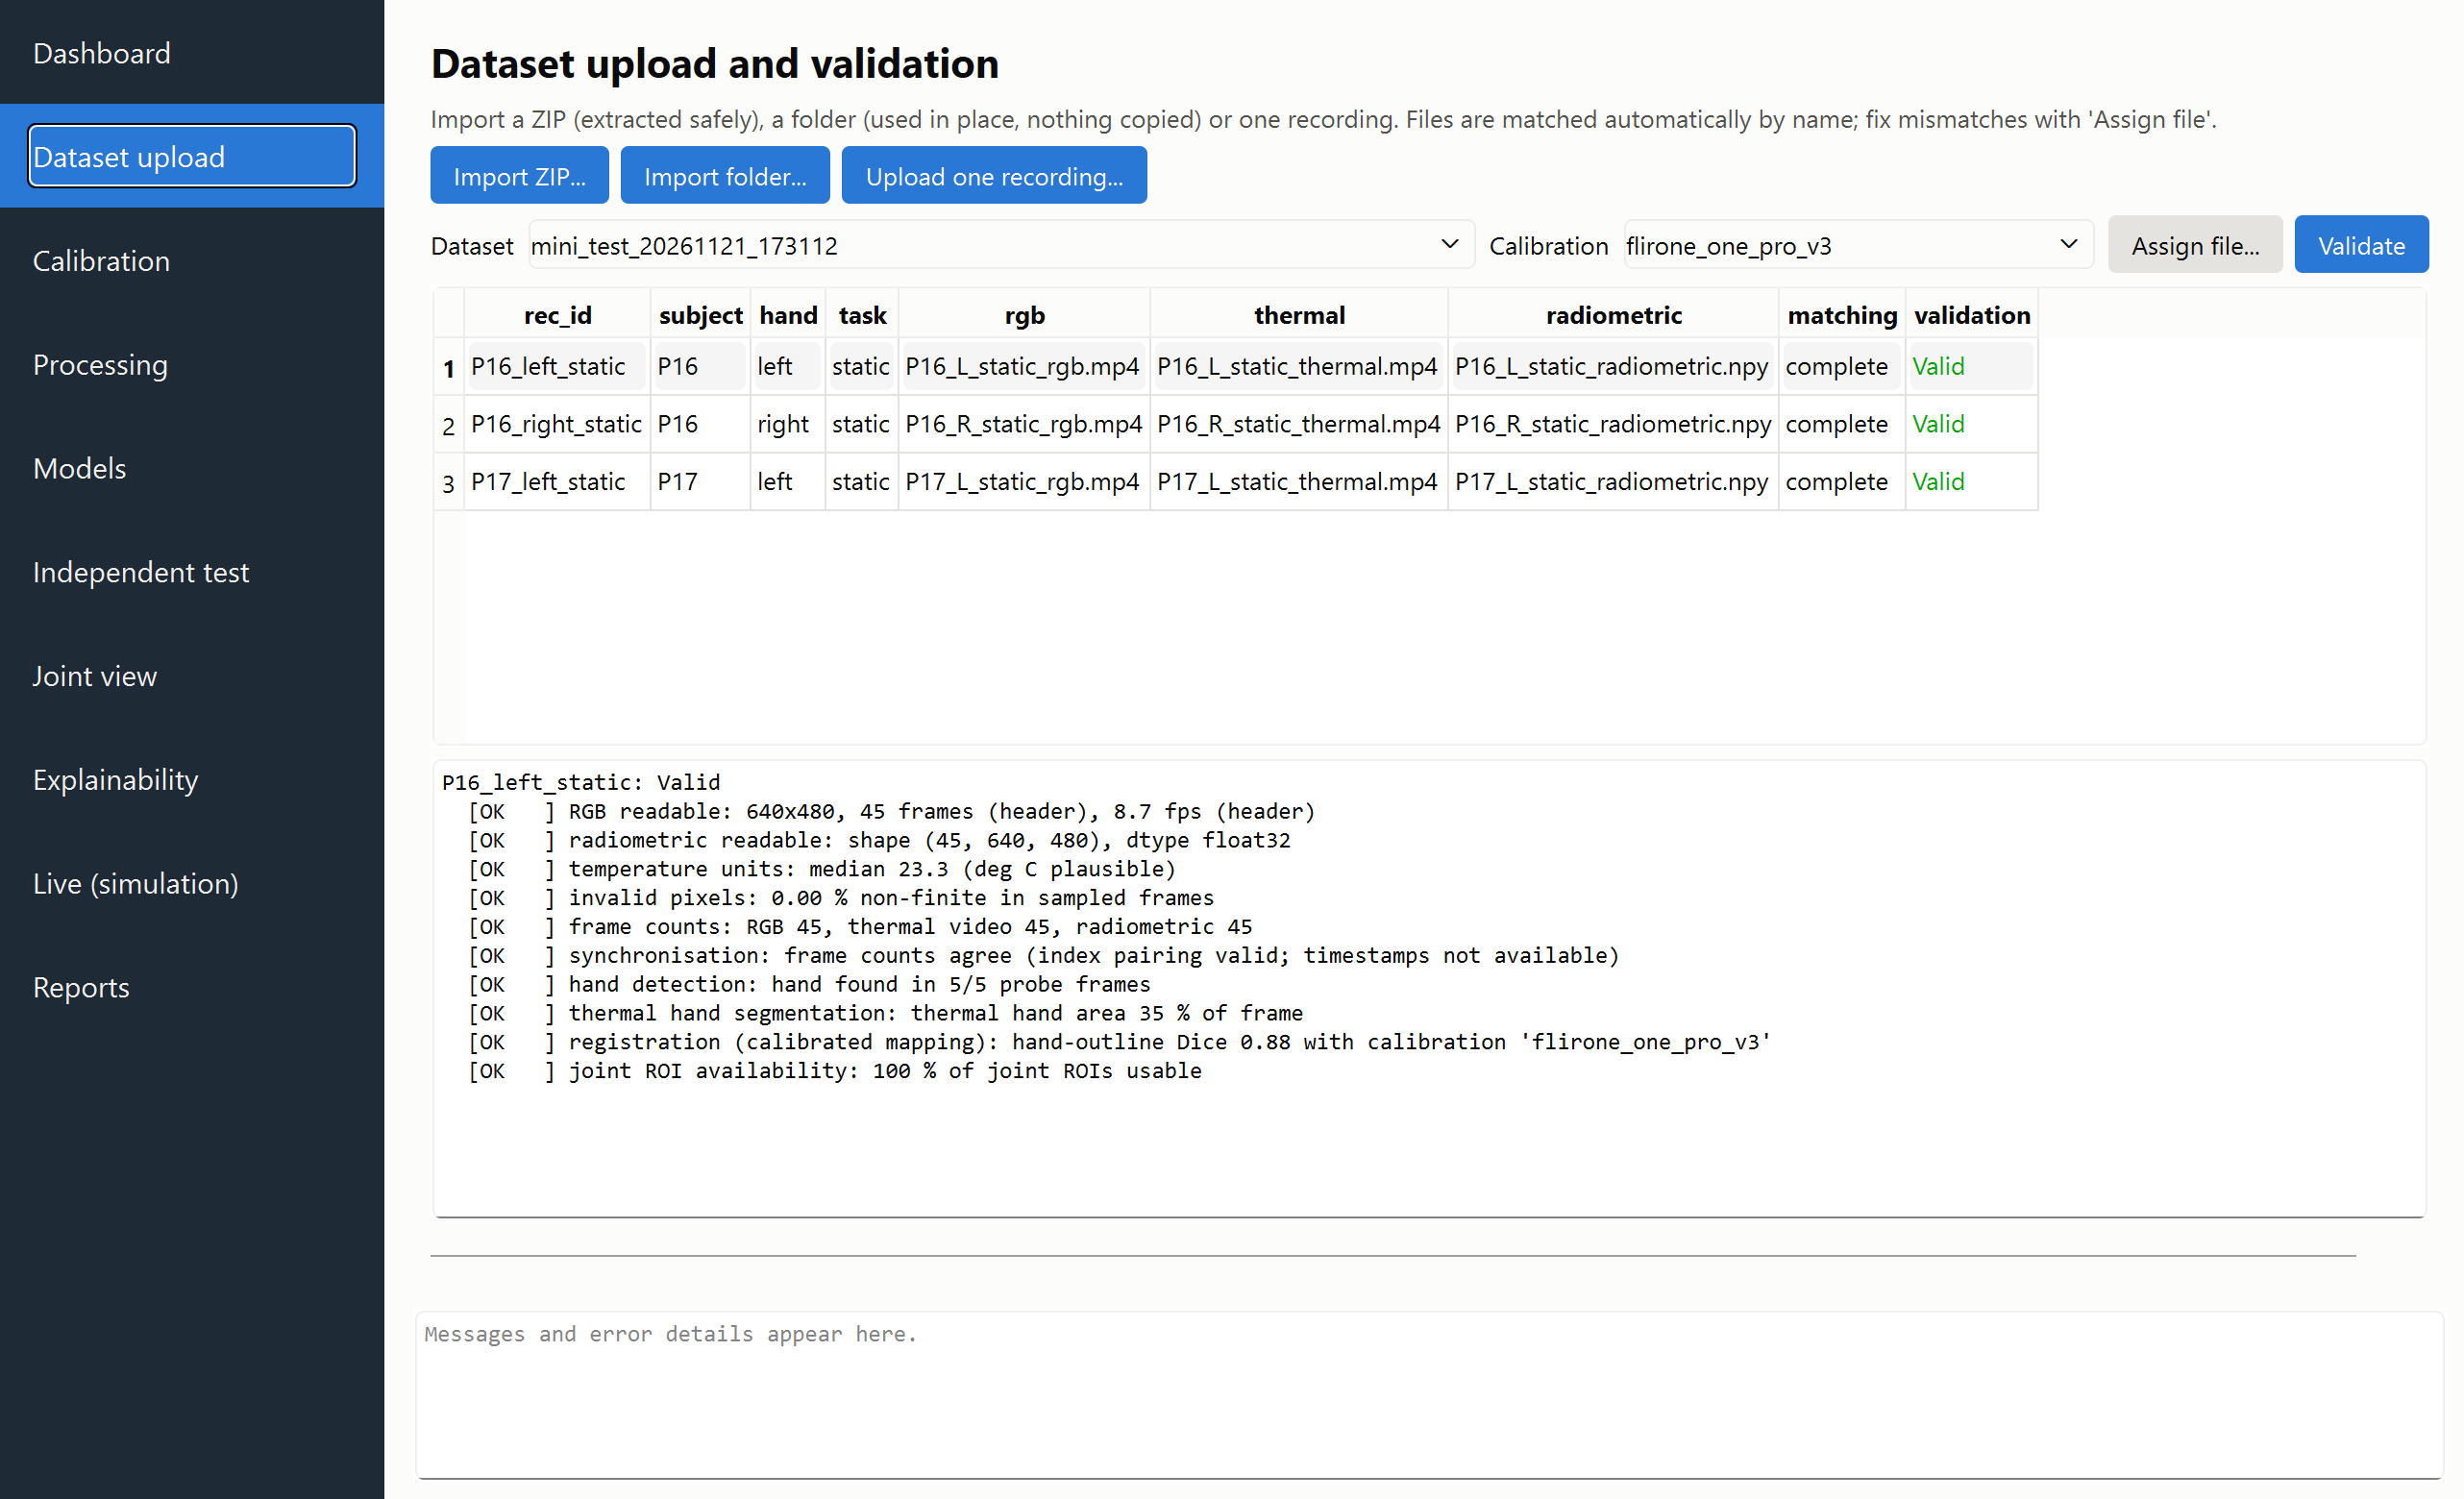 Dashboard
Dataset upload
Calibration
Processing
Models
Independent test
Joint view
Explainability
Live (simulation)
Reports
Dataset upload and validation
Import a ZIP (extracted safely), a folder (used in place, nothing copied) or one recording. Files are matched automatically by name; fix mismatches with 'Assign file'.
Import ZIP... Import folder... Upload one recording...
Dataset mini_test_20261121_173112 Calibration flirone_one_pro_v3 Assign file... Validate
rec_id subject hand task rgb thermal radiometric matching validation
1 P16_left_static P16 left static P16_L_static_rgb.mp4 P16_L_static_thermal.mp4 P16_L_static_radiometric.npy complete Valid
2 P16_right_static P16 right static P16_R_static_rgb.mp4 P16_R_static_thermal.mp4 P16_R_static_radiometric.npy complete Valid
3 P17_left_static P17 left static P17_L_static_rgb.mp4 P17_L_static_thermal.mp4 P17_L_static_radiometric.npy complete Valid
P16_left_static: Valid
[OK   ] RGB readable: 640x480, 45 frames (header), 8.7 fps (header)
[OK   ] radiometric readable: shape (45, 640, 480), dtype float32
[OK   ] temperature units: median 23.3 (deg C plausible)
[OK   ] invalid pixels: 0.00 % non-finite in sampled frames
[OK   ] frame counts: RGB 45, thermal video 45, radiometric 45
[OK   ] synchronisation: frame counts agree (index pairing valid; timestamps not available)
[OK   ] hand detection: hand found in 5/5 probe frames
[OK   ] thermal hand segmentation: thermal hand area 35 % of frame
[OK   ] registration (calibrated mapping): hand-outline Dice 0.88 with calibration 'flirone_one_pro_v3'
[OK   ] joint ROI availability: 100 % of joint ROIs usable
Messages and error details appear here.